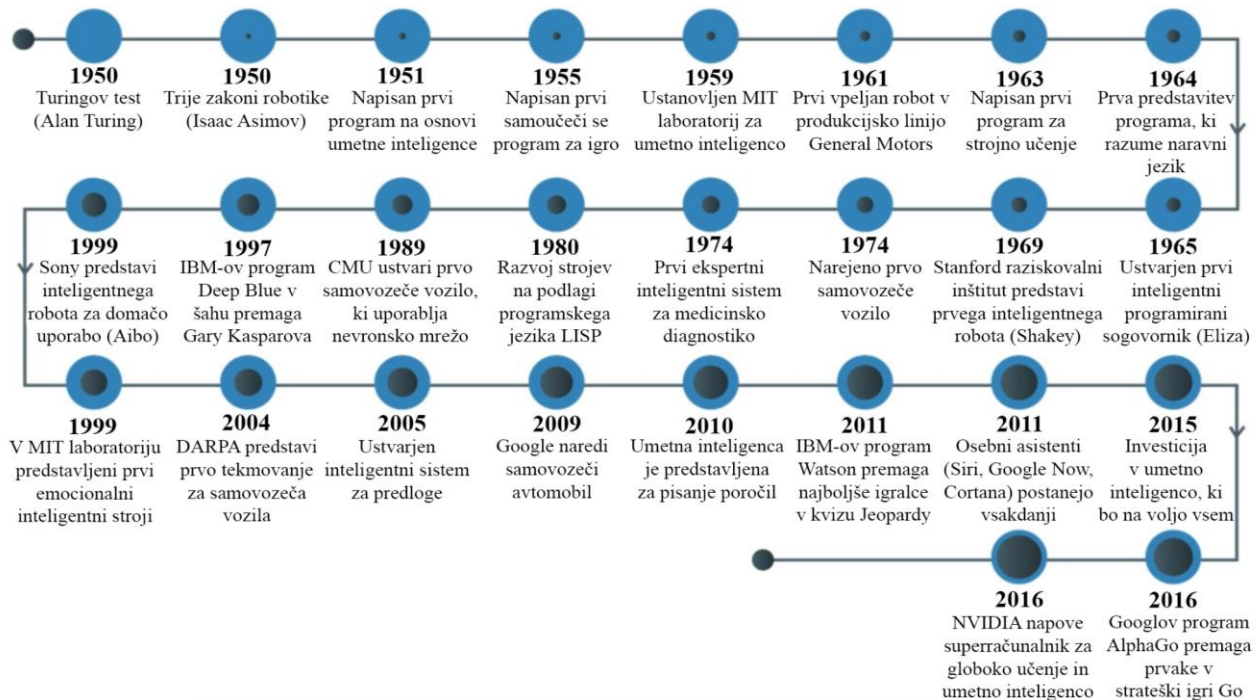 1950
Turingov test
(Alan Turing)
1950
Trije zakoni robotike
(Isaac Asimov)
1951
Napisan prvi
program na osnovi
umetne inteligence
1955
Napisan prvi
samoučeči se
program za igro
1959
Ustanovljen MIT
laboratorij za
umetno inteligenco
1961
Prvi vpeljan robot v
produkcijsko linijo
General Motors
1963
Napisan prvi
program za
strojno učenje
1964
Prva predstavitev
programa, ki
razume naravni
jezik
1965
Ustvarjen prvi
inteligentni
programirani
sogovornik (Eliza)
1969
Stanford raziskovalni
inštitut predstavi
prvega inteligentnega
robota (Shakey)
1974
Narejeno prvo
samovozeče
vozilo
1974
Prvi ekspertni
inteligentni sistem
za medicinsko
diagnostiko
1980
Razvoj strojev
na podlagi
programskega
jezika LISP
1989
CMU ustvari prvo
samovozeče vozilo,
ki uporablja
nevronsko mrežo
1997
IBM-ov program
Deep Blue v
šahu premaga
Gary Kasparova
1999
Sony predstavi
inteligentnega
robota za domačo
uporabo (Aibo)
1999
V MIT laboratoriju
predstavljeni prvi
emocionalni
inteligentni stroji
2004
DARPA predstavi
prvo tekmovanje
za samovozeča
vozila
2005
Ustvarjen
inteligentni sistem
za predloge
2009
Google naredi
samovozeči
avtomobil
2010
Umetna inteligenca
je predstavljena
za pisanje poročil
2011
IBM-ov program
Watson premaga
najboljše igralce
v kvizu Jeopardy
2011
Osebni asistenti
(Siri, Google Now,
Cortana) postanejo
vsakdanji
2015
Investicija
v umetno
inteligenco, ki
bo na voljo vsem
2016
Googlov program
AlphaGo premaga
prvake v
strateški igri Go
2016
NVIDIA napove
superračunalnik za
globoko učenje in
umetno inteligenco